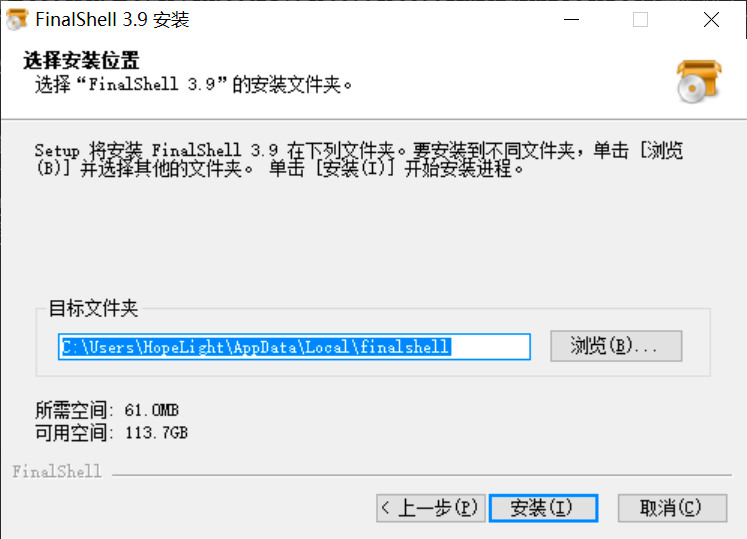 FinalShell 3.9 安装
选择安装位置
选择“FinalShell 3.9”的安装文件夹。
Setup 将安装 FinalShell 3.9 在下列文件夹。要安装到不同文件夹，单击 [浏览
(B)] 并选择其他的文件夹。 单击 [安装(I)] 开始安装进程。
目标文件夹
C:\Users\HopeLight\AppData\Local\finalshell
浏览(B)...
所需空间: 61.0MB
可用空间: 113.7GB
FinalShell
< 上一步(P)
安装(I)
取消(C)